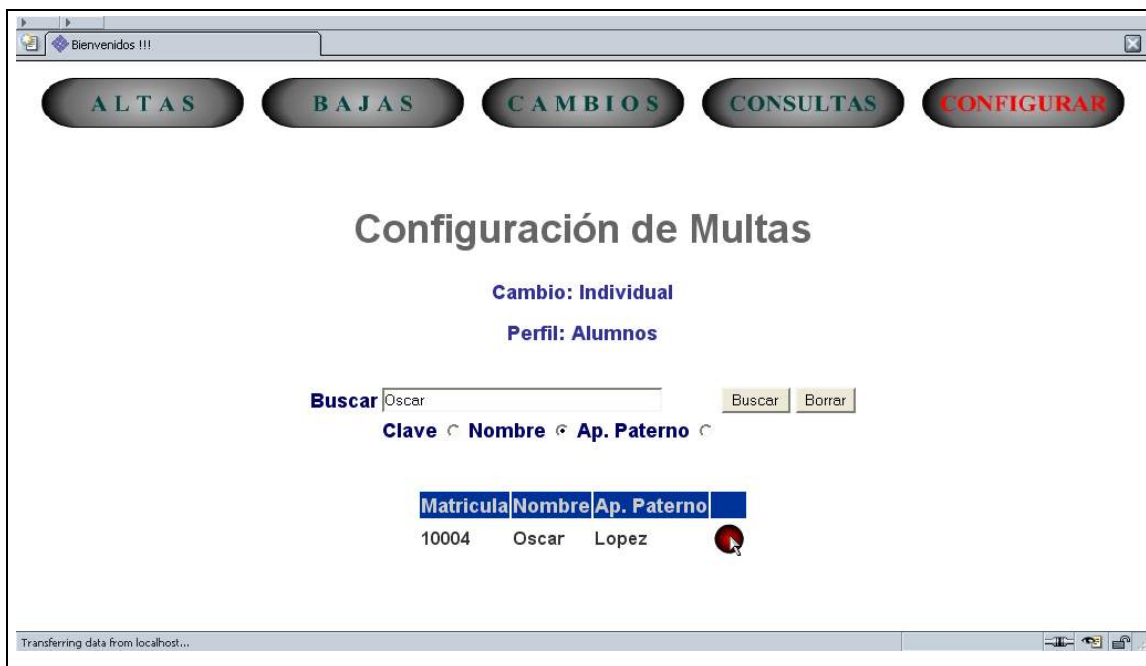 Bienvenidos !!!
ALTAS BAJAS CAMBIOS CONSULTAS CONFIGURAR
Configuración de Multas
Cambio: Individual
Perfil: Alumnos
Buscar Oscar Buscar Borrar
Clave Nombre Ap. Paterno
Matricula Nombre Ap. Paterno
10004 Oscar Lopez
Transferring data from localhost...